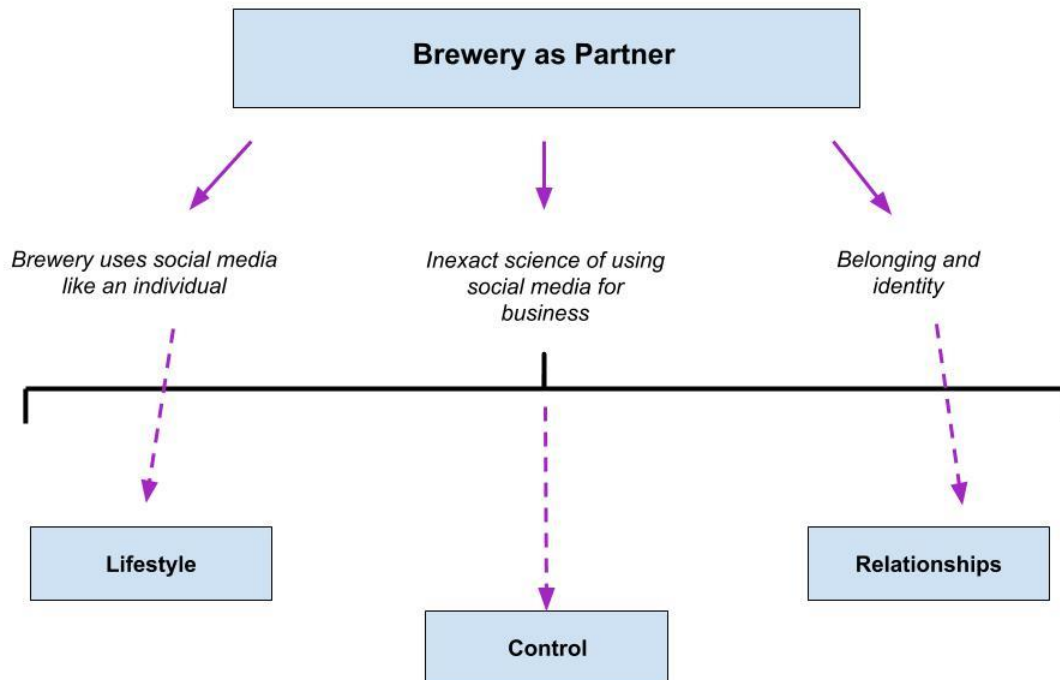 Brewery as Partner
Brewery uses social media
like an individual
Inexact science of using
social media for
business
Belonging and
identity
Lifestyle
Relationships
Control